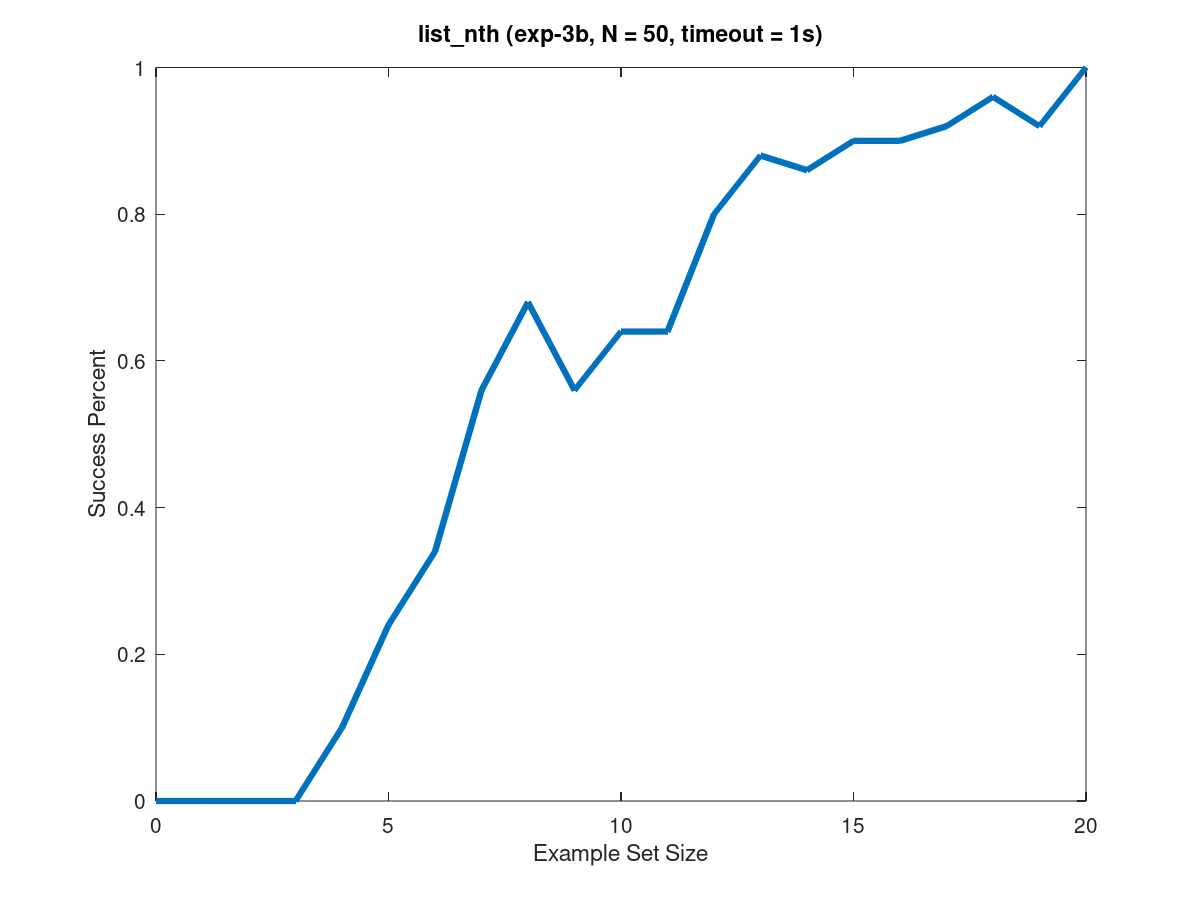 list_nth (exp-3b, N = 50, timeout = 1s)
1
0.8
0.6
0.4
0.2
0
Success Percent
0 5 10 15 20
Example Set Size